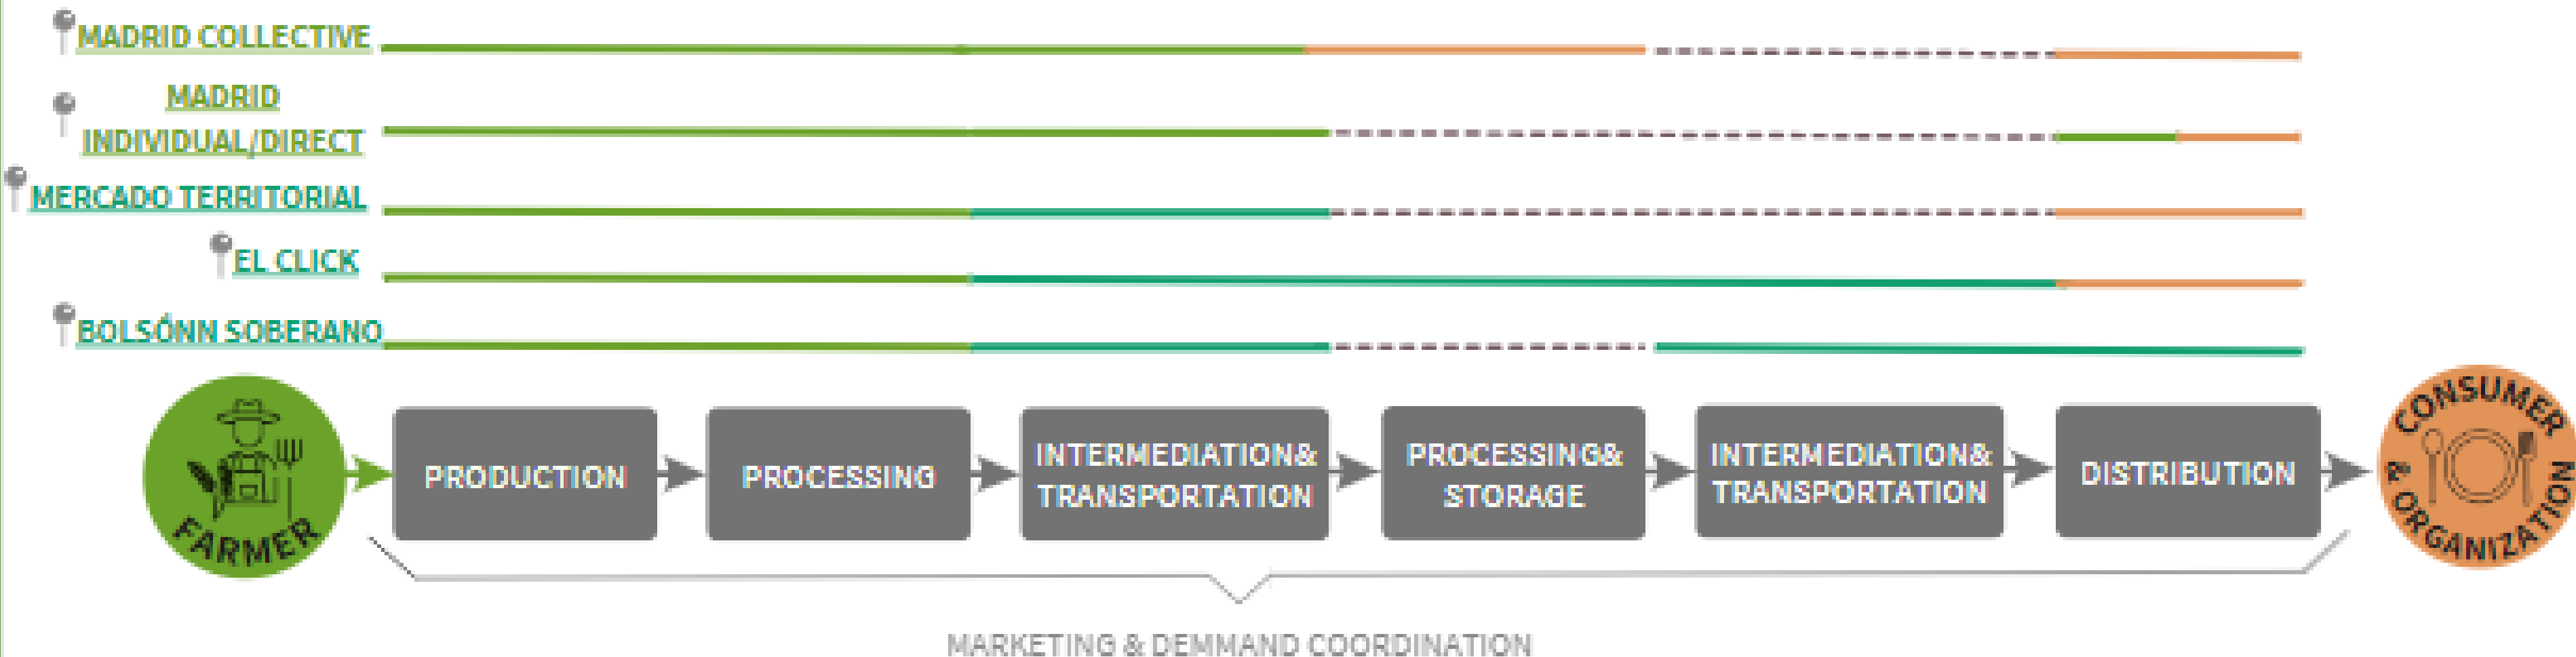 MADRID COLLECTIVE
MADRID
INDIVIDUAL/DIRECT
MERCADO TERRITORIAL
EL CLICK
BOLSÓNN SOBERANO
FARMER
PRODUCTION
PROCESSING
INTERMEDIATION&
TRANSPORTATION
PROCESSING&
STORAGE
INTERMEDIATION&
TRANSPORTATION
DISTRIBUTION
CONSUMER
& ORGANIZATION
MARKETING & DEMMAND COORDINATION